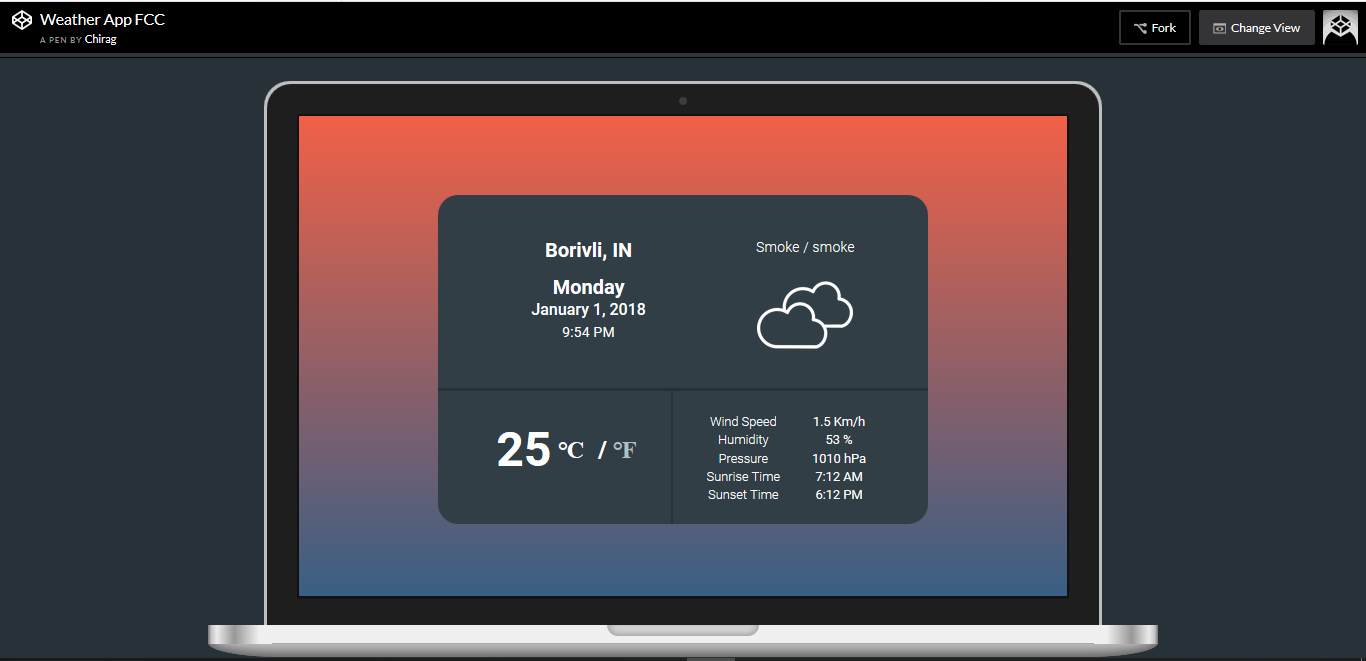 Weather App FCC
A PEN BY Chirag
Fork
Change View
Borivli, IN
Monday
January 1, 2018
9:54 PM
Smoke / smoke
25 °C / °F
Wind Speed 1.5 Km/h
Humidity 53 %
Pressure 1010 hPa
Sunrise Time 7:12 AM
Sunset Time 6:12 PM